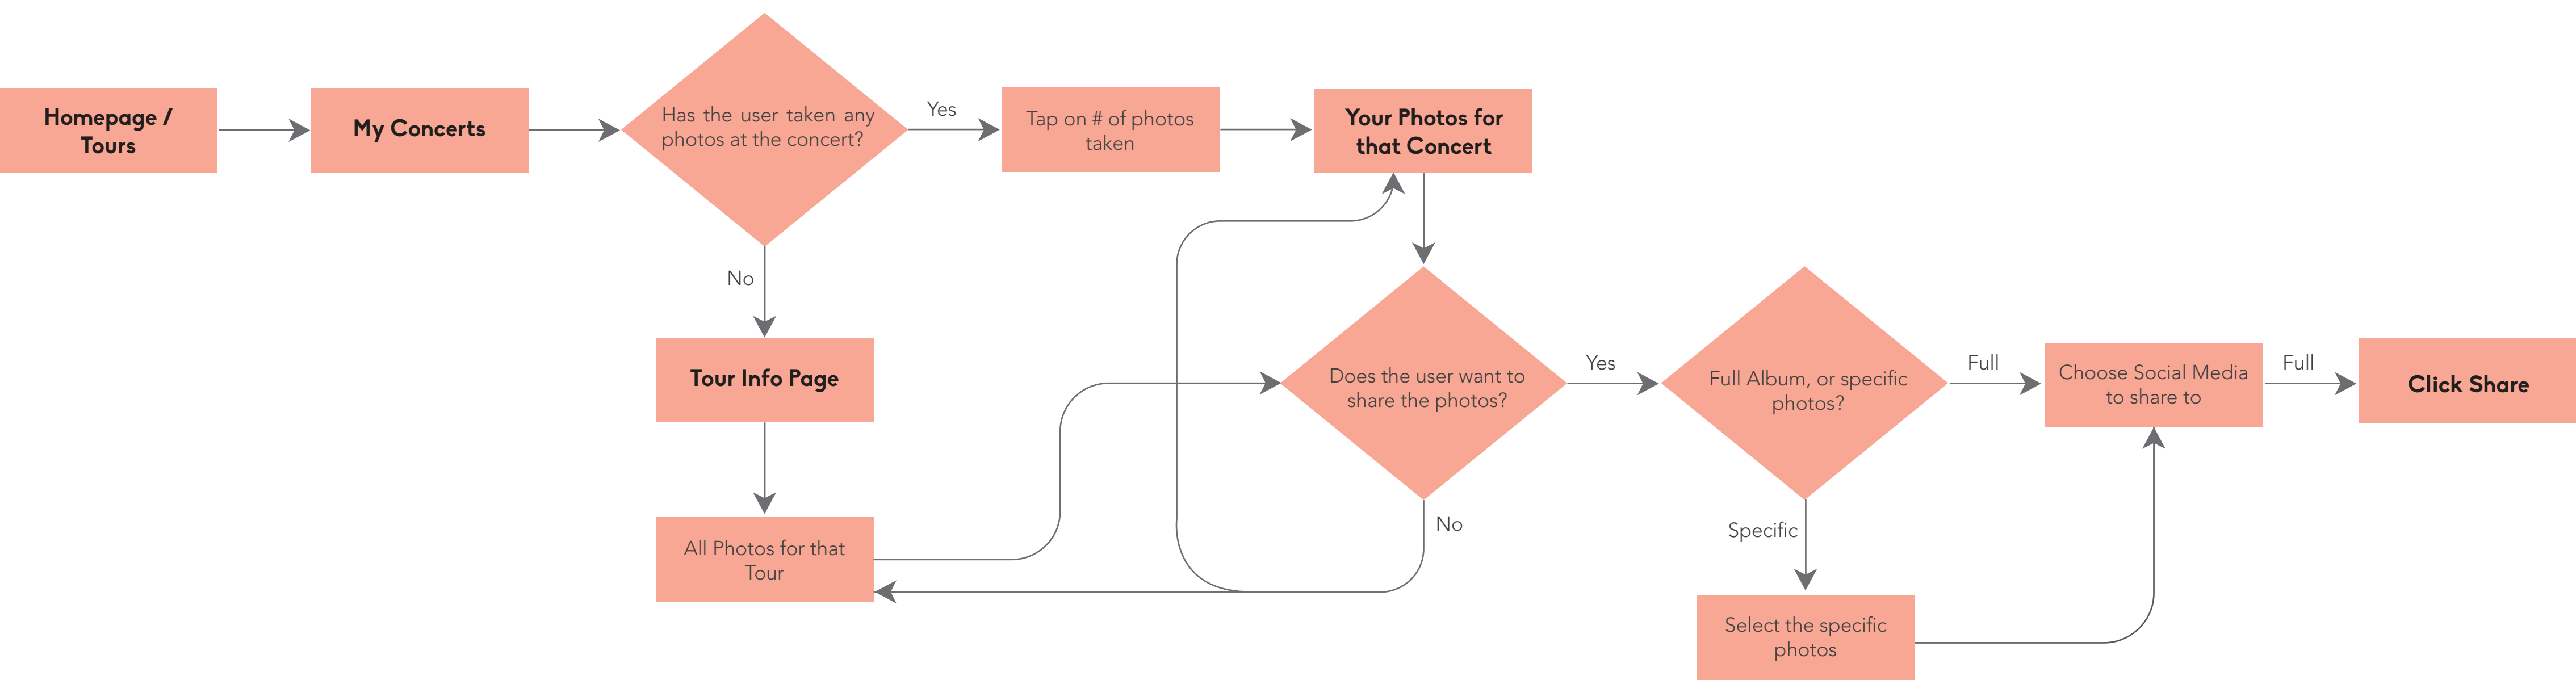 Homepage /
Tours
My Concerts
Has the user taken any
photos at the concert?
Yes
Tap on # of photos
taken
Your Photos for
that Concert
No
Tour Info Page
All Photos for that
Tour
Does the user want to
share the photos?
Yes
No
Full Album, or specific
photos?
Full
Choose Social Media
to share to
Full
Click Share
Specific
Select the specific
photos